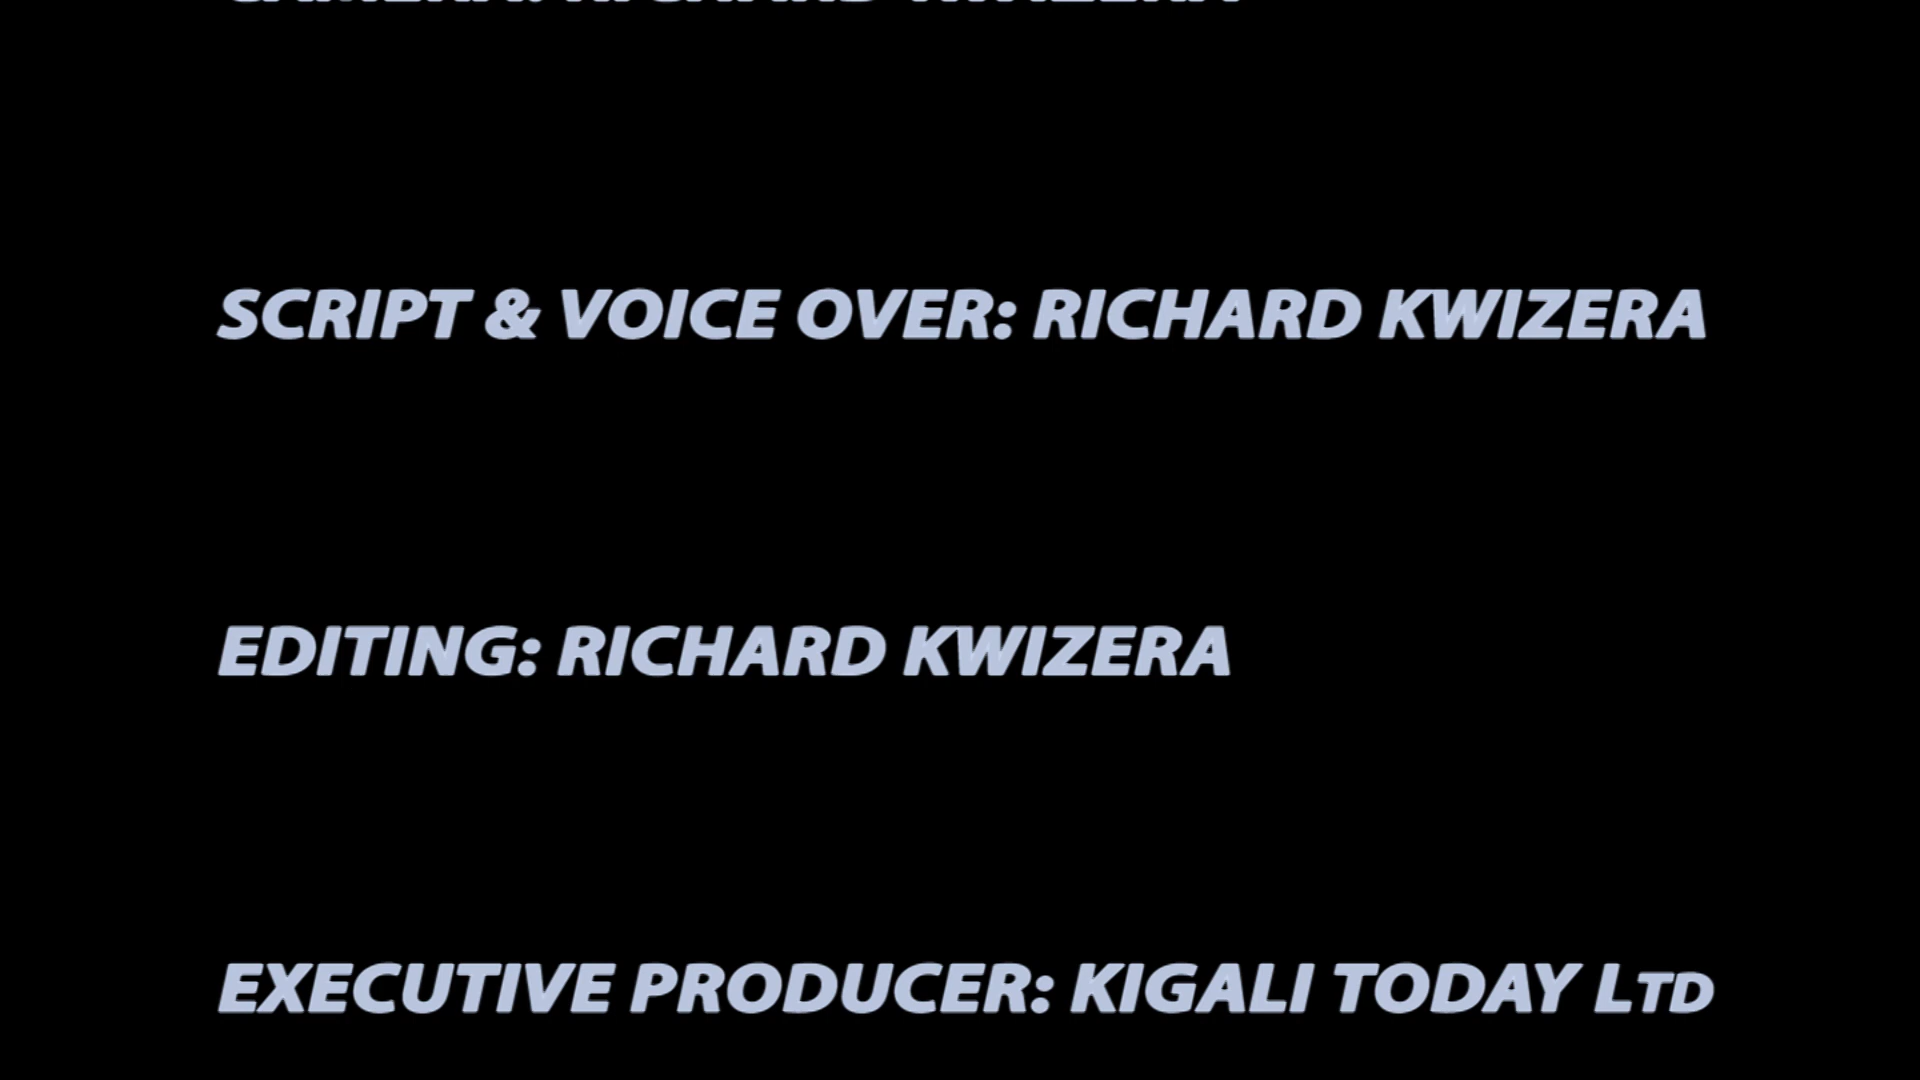 SCRIPT & VOICE OVER: RICHARD KWIZERA
EDITING: RICHARD KWIZERA
EXECUTIVE PRODUCER: KIGALI TODAY LTD